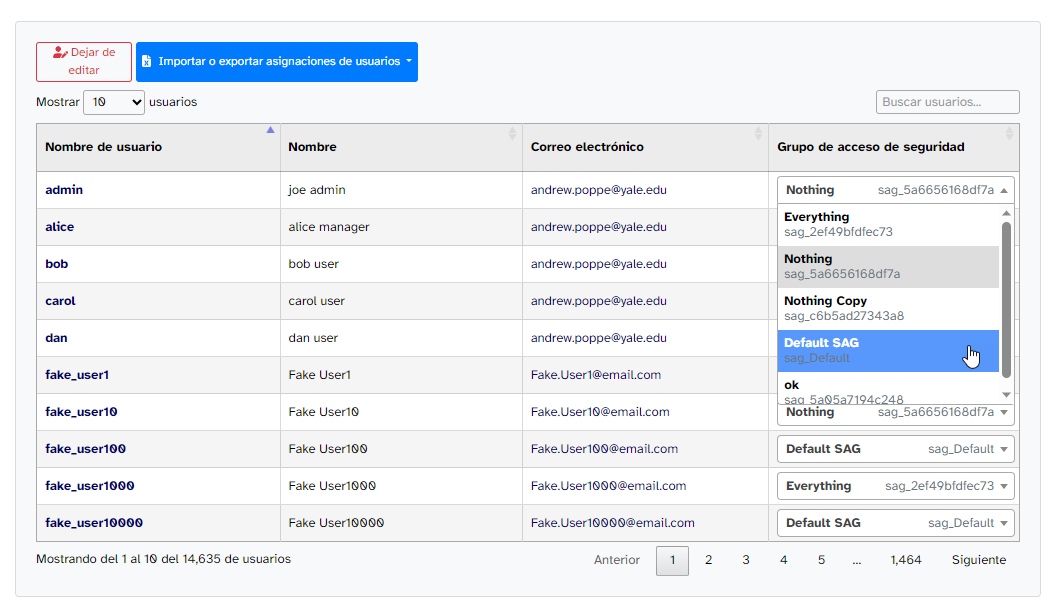 Dejar de
editar
Importar o exportar asignaciones de usuarios
Mostrar 10 usuarios
Buscar usuarios...
Nombre de usuario Nombre Correo electrónico Grupo de acceso de seguridad
admin joe admin andrew.poppe@yale.edu Nothing sag_5a6656168df7a
alice alice manager andrew.poppe@yale.edu
bob bob user andrew.poppe@yale.edu
carol carol user andrew.poppe@yale.edu
dan dan user andrew.poppe@yale.edu
fake_user1 Fake User1 Fake.User1@email.com
Everything
sag_2ef49bfdfec73
Nothing
sag_5a6656168df7a
Nothing Copy
sag_c6b5ad27343a8
Default SAG
sag_Default
ok
sag_5a05a7194c248
fake_user10 Fake User10 Fake.User10@email.com Nothing sag_5a6656168df7a
fake_user100 Fake User100 Fake.User100@email.com Default SAG sag_Default
fake_user1000 Fake User1000 Fake.User1000@email.com Everything sag_2ef49bfdfec73
fake_user10000 Fake User10000 Fake.User10000@email.com Default SAG sag_Default
Mostrando del 1 al 10 del 14,635 de usuarios
Anterior 1 2 3 4 5 ... 1,464 Siguiente